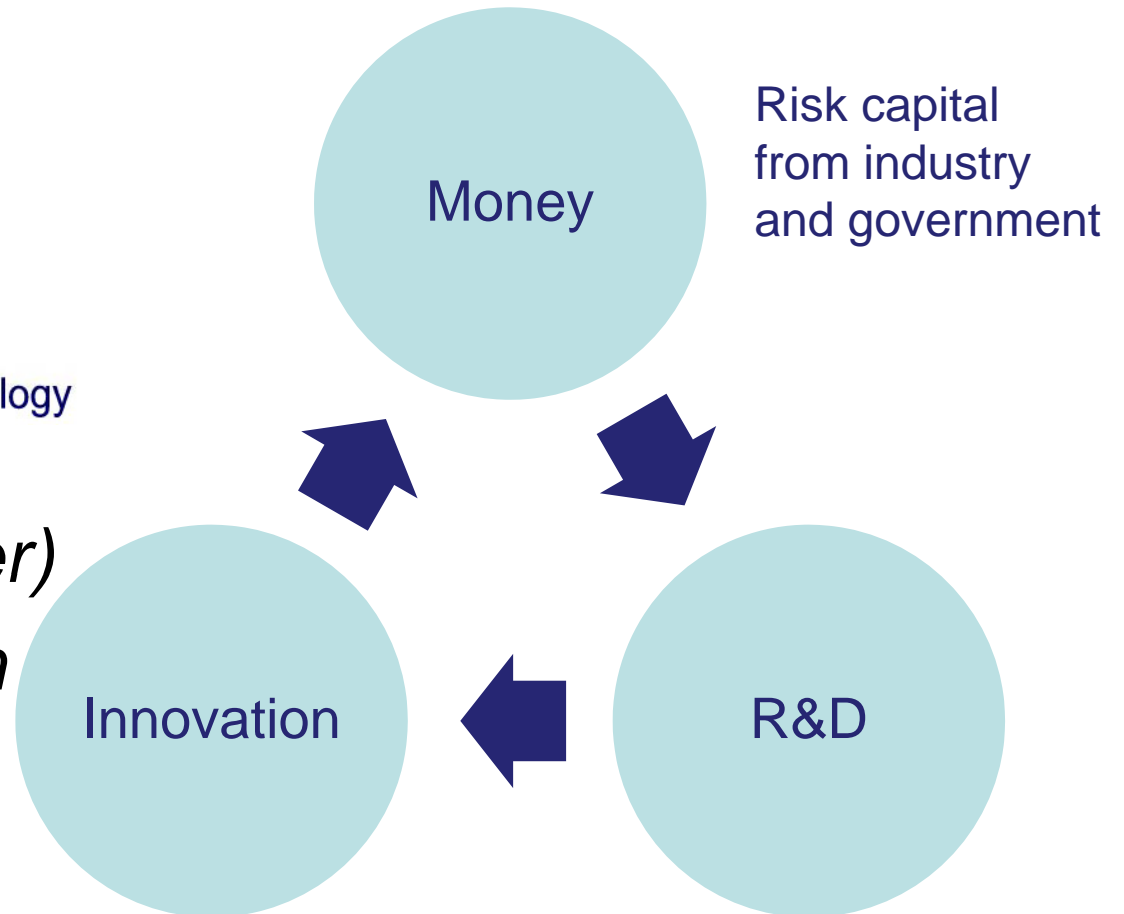 Money
Risk capital
from industry
and government
logy
er)
Innovation
R&D